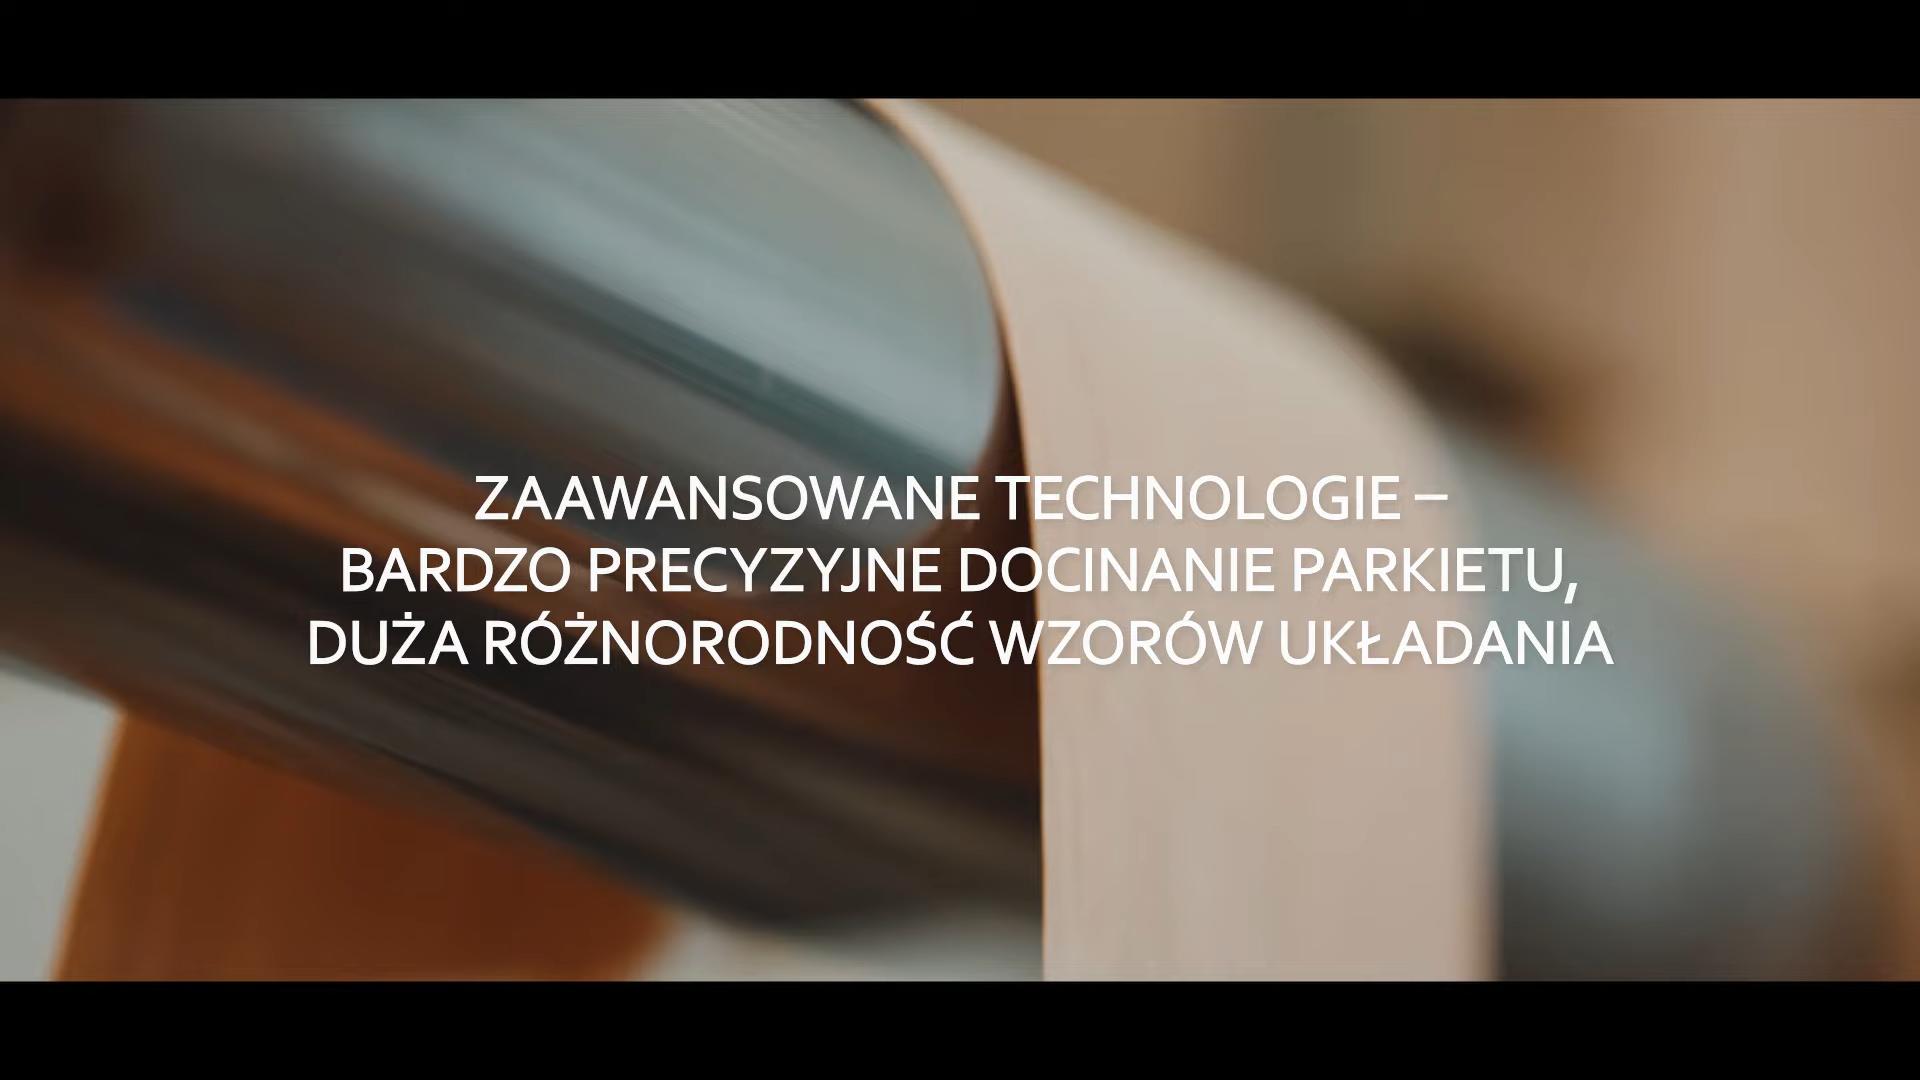 ZAAWANSOWANE TECHNOLOGIE –
BARDZO PRECYZYJNE DOCINANIE PARKIETU,
DUŻA RÓŻNORODNOŚĆ WZORÓW UKŁADANIA